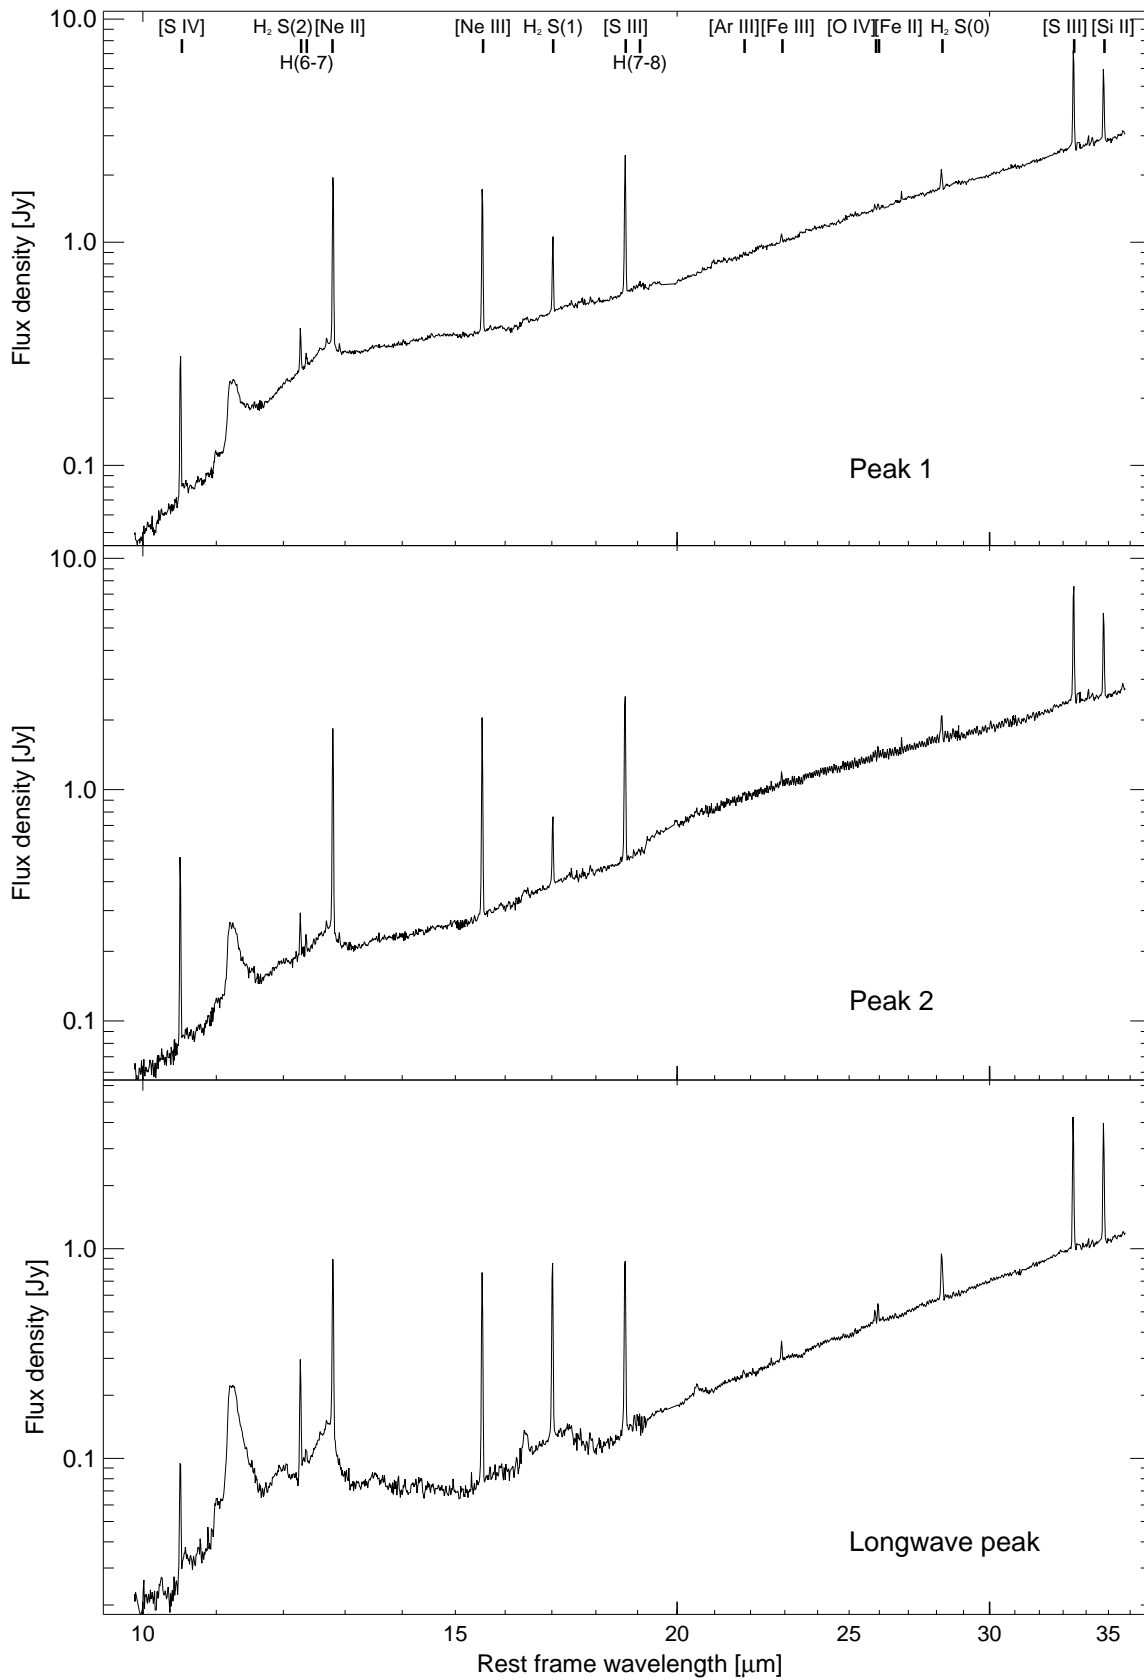 [S IV] H₂ S(2) [Ne II] [Ne III] H₂ S(1) [S III] [Ar III] [Fe III] [O IV] [Fe II] H₂ S(0) [S III] [Si II]
H(6-7) H(7-8)
10.0
1.0
0.1
Flux density [Jy]
Peak 1
10.0
1.0
0.1
Flux density [Jy]
Peak 2
1.0
0.1
Flux density [Jy]
Longwave peak
10 15 20 25 30 35
Rest frame wavelength [μm]